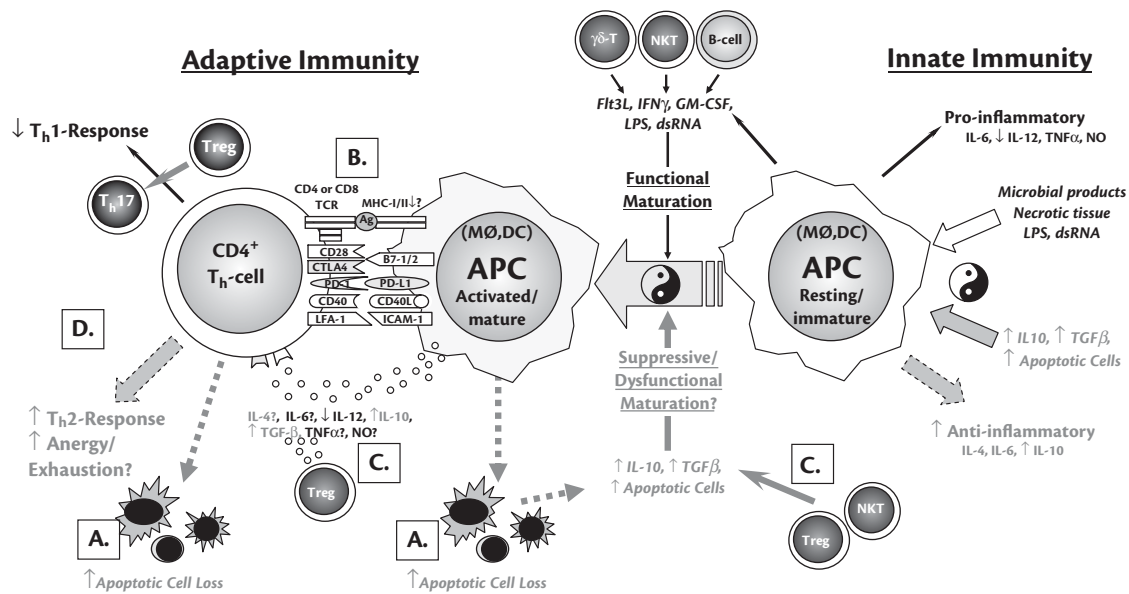 Adaptive Immunity
Innate Immunity
γδ-T
NKT
B-cell
Flt3L, IFNγ, GM-CSF,
LPS, dsRNA
Functional
Maturation
↓ Th1-Response
Treg
Th17
B.
CD4 or CD8
TCR
MHC-I/II↓?
Ag
CD4+
Th-cell
CD28
CTLA4
B7-1/2
PD-1
PD-L1
CD40
CD40L
LFA-1
ICAM-1
(MØ,DC)
APC
Activated/
mature
(MØ,DC)
APC
Resting/
immature
Pro-inflammatory
IL-6, ↓ IL-12, TNFα, NO
Microbial products
Necrotic tissue
LPS, dsRNA
↑ IL10, ↑ TGFβ,
↑ Apoptotic Cells
↑ Anti-inflammatory
IL-4, IL-6, ↑ IL-10
Suppressive/
Dysfunctional
Maturation?
↑ IL-10, ↑ TGFβ,
↑ Apoptotic Cells
C.
NKT
Treg
D.
↑ Th2-Response
↑ Anergy/
Exhaustion?
IL-4?, IL-6?, ↓ IL-12, ↑IL-10,
↑ TGF-β, TNFα?, NO?
C.
Treg
A.
↑Apoptotic Cell Loss
A.
↑Apoptotic Cell Loss